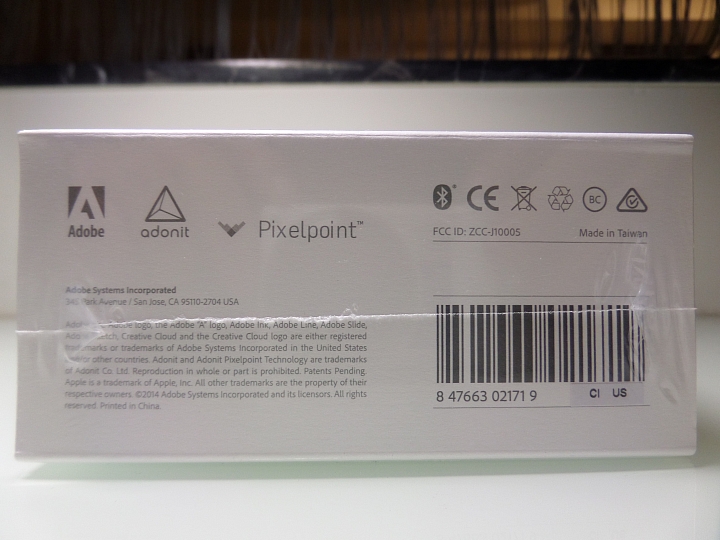 Adobe
adonit
Pixelpoint™
BC
FCC ID: ZCC-J1000S
Made in Taiwan
Adobe Systems Incorporated
345 Park Avenue / San Jose, CA 95110-2704 USA
logo, the Adobe "A" logo, Adobe Ink, Adobe Line, Adobe Slide,
Creative Cloud and the Creative Cloud logo are either registered
trademarks or trademarks of Adobe Systems Incorporated in the United
other countries. Adonit and Adonit Pixelpoint Technology are trademarks
of Adonit Co. Ltd. Reproduction in whole or part is prohibited. Patents Pending.
Apple is a trademark of Apple, Inc. All other trademarks are the property of their
respective owners. ©2014 Adobe Systems Incorporated and its licensors. All rights
reserved. Printed in China.
8 47663 02171 9
CI US